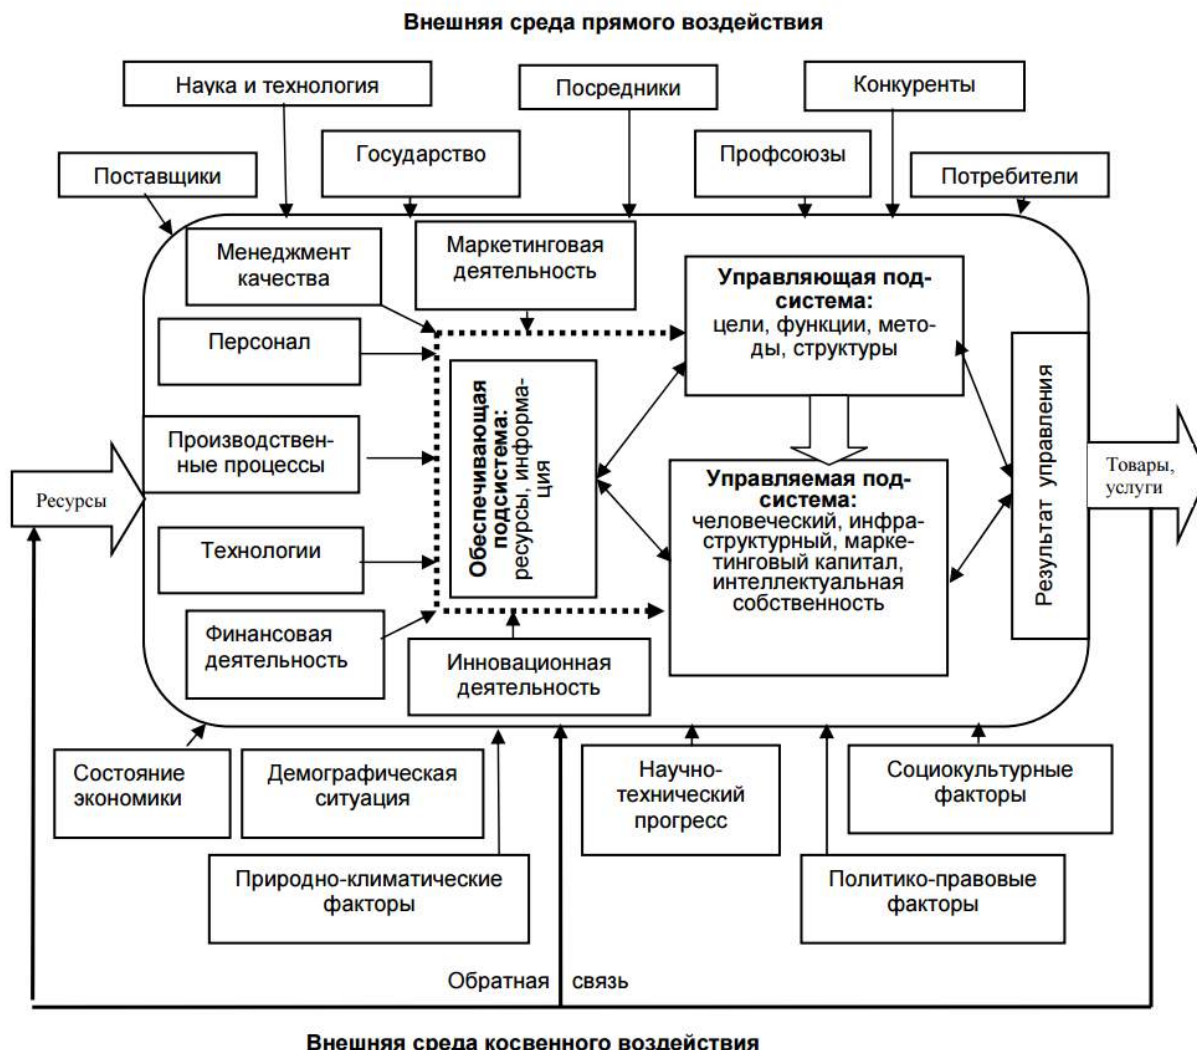 Внешняя среда прямого воздействия
Наука и технология
Посредники
Конкуренты
Государство
Профсоюзы
Поставщики
Потребители
Менеджмент
качества
Маркетинговая
деятельность
Управляющая под-
система:
цели, функции, мето-
ды, структуры
Персонал
Обеспечивающая
подсистема:
ресурсы, информа-
ция
Результат управления
Производствен-
ные процессы
Ресурсы
Товары,
услуги
Управляемая под-
система:
человеческий, инфра-
структурный, марке-
тинговый капитал,
интеллектуальная
собственность
Технологии
Финансовая
деятельность
Инновационная
деятельность
Состояние
экономики
Демографическая
ситуация
Научно-
технический
прогресс
Социокультурные
факторы
Природно-климатические
факторы
Политико-правовые
факторы
Обратная связь
Внешняя среда косвенного воздействия